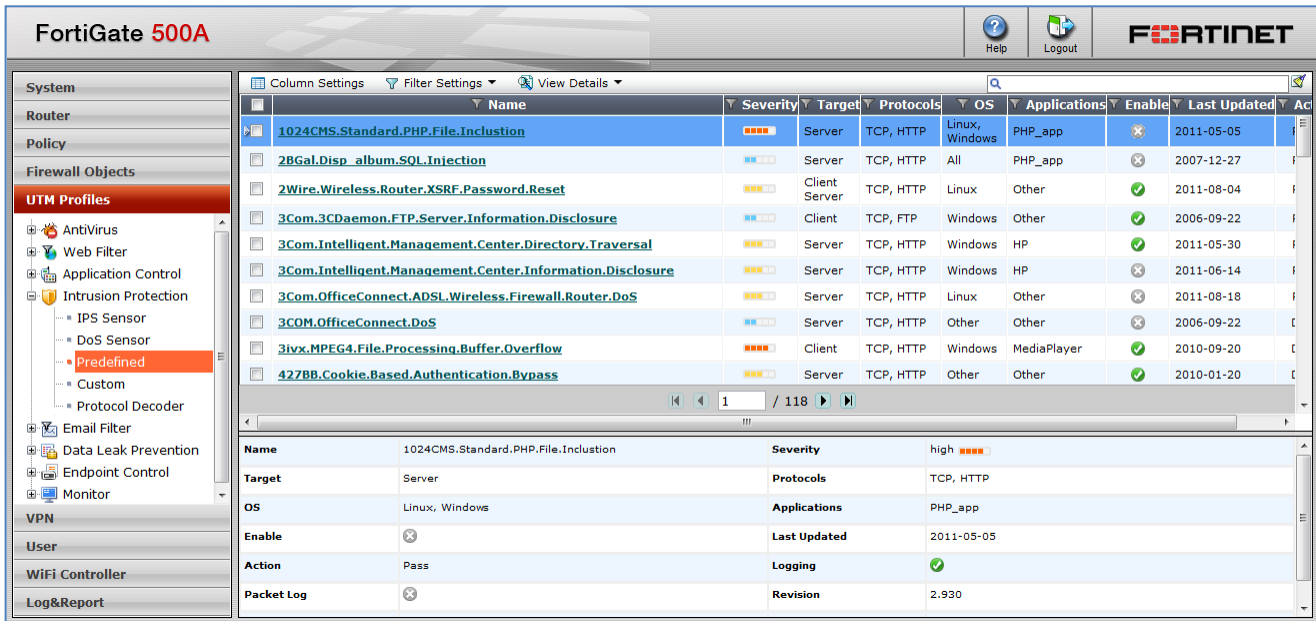 FortiGate 500A
Help
Logout
FORTINET
System
Router
Policy
Firewall Objects
UTM Profiles
AntiVirus
Web Filter
Application Control
Intrusion Protection
IPS Sensor
DoS Sensor
Predefined
Custom
Protocol Decoder
Email Filter
Data Leak Prevention
Endpoint Control
Monitor
VPN
User
WiFi Controller
Log&Report
Column Settings Filter Settings View Details
Name Severity Target Protocols OS Applications Enable Last Updated
1024CMS.Standard.PHP.File.Inclustion Server TCP, HTTP Linux, Windows PHP_app 2011-05-05
2BGal.Disp_album.SQL.Injection Server TCP, HTTP All PHP_app 2007-12-27
2Wire.Wireless.Router.XSRF.Password.Reset Client Server TCP, HTTP Linux Other 2011-08-04
3Com.3CDaemon.FTP.Server.Information.Disclosure Client TCP, FTP Windows Other 2006-09-22
3Com.Intelligent.Management.Center.Directory.Traversal Server TCP, HTTP Windows HP 2011-05-30
3Com.Intelligent.Management.Center.Information.Disclosure Server TCP, HTTP Windows HP 2011-06-14
3Com.OfficeConnect.ADSL.Wireless.Firewall.Router.DoS Server TCP, HTTP Linux Other 2011-08-18
3COM.OfficeConnect.DoS Server TCP, HTTP Other Other 2006-09-22
3ivx.MPEG4.File.Processing.Buffer.Overflow Client TCP, HTTP Windows MediaPlayer 2010-09-20
427BB.Cookie.Based.Authentication.Bypass Server TCP, HTTP Other Other 2010-01-20
1 / 118
Name 1024CMS.Standard.PHP.File.Inclustion Severity high
Target Server Protocols TCP, HTTP
OS Linux, Windows Applications PHP_app
Enable Last Updated 2011-05-05
Action Pass Logging
Packet Log Revision 2.930